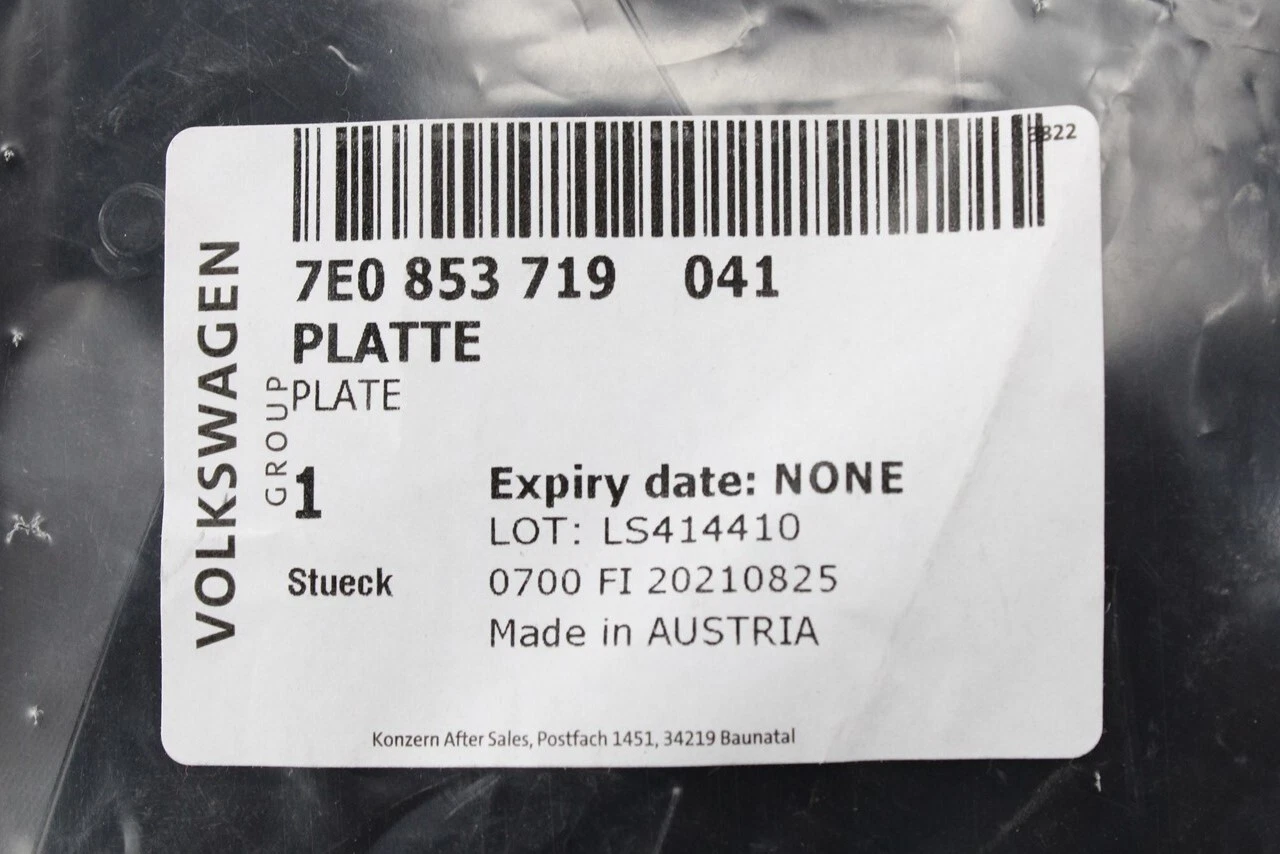 3322
7E0 853 719 041
PLATTE
PLATE
VOLKSWAGEN
GROUP
1
Expiry date: NONE
LOT: LS414410
Stueck
0700 FI 20210825
Made in AUSTRIA
Konzern After Sales, Postfach 1451, 34219 Baunatal